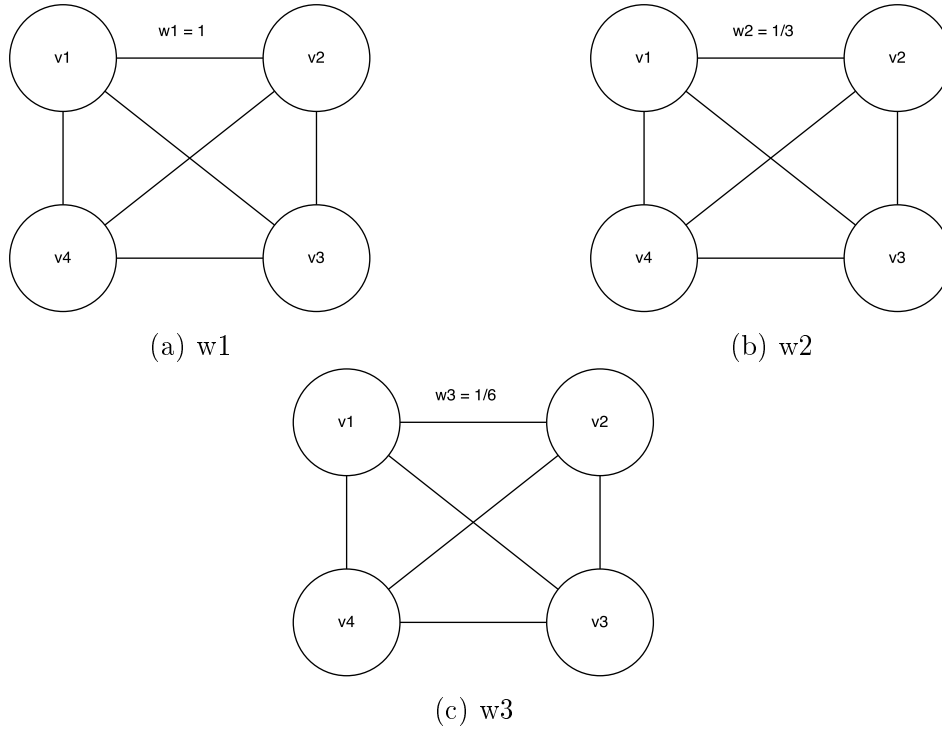 v1 w1 = 1 v2
v4 v3
(a) w1
v1 w2 = 1/3 v2
v4 v3
(b) w2
v1 w3 = 1/6 v2
v4 v3
(c) w3